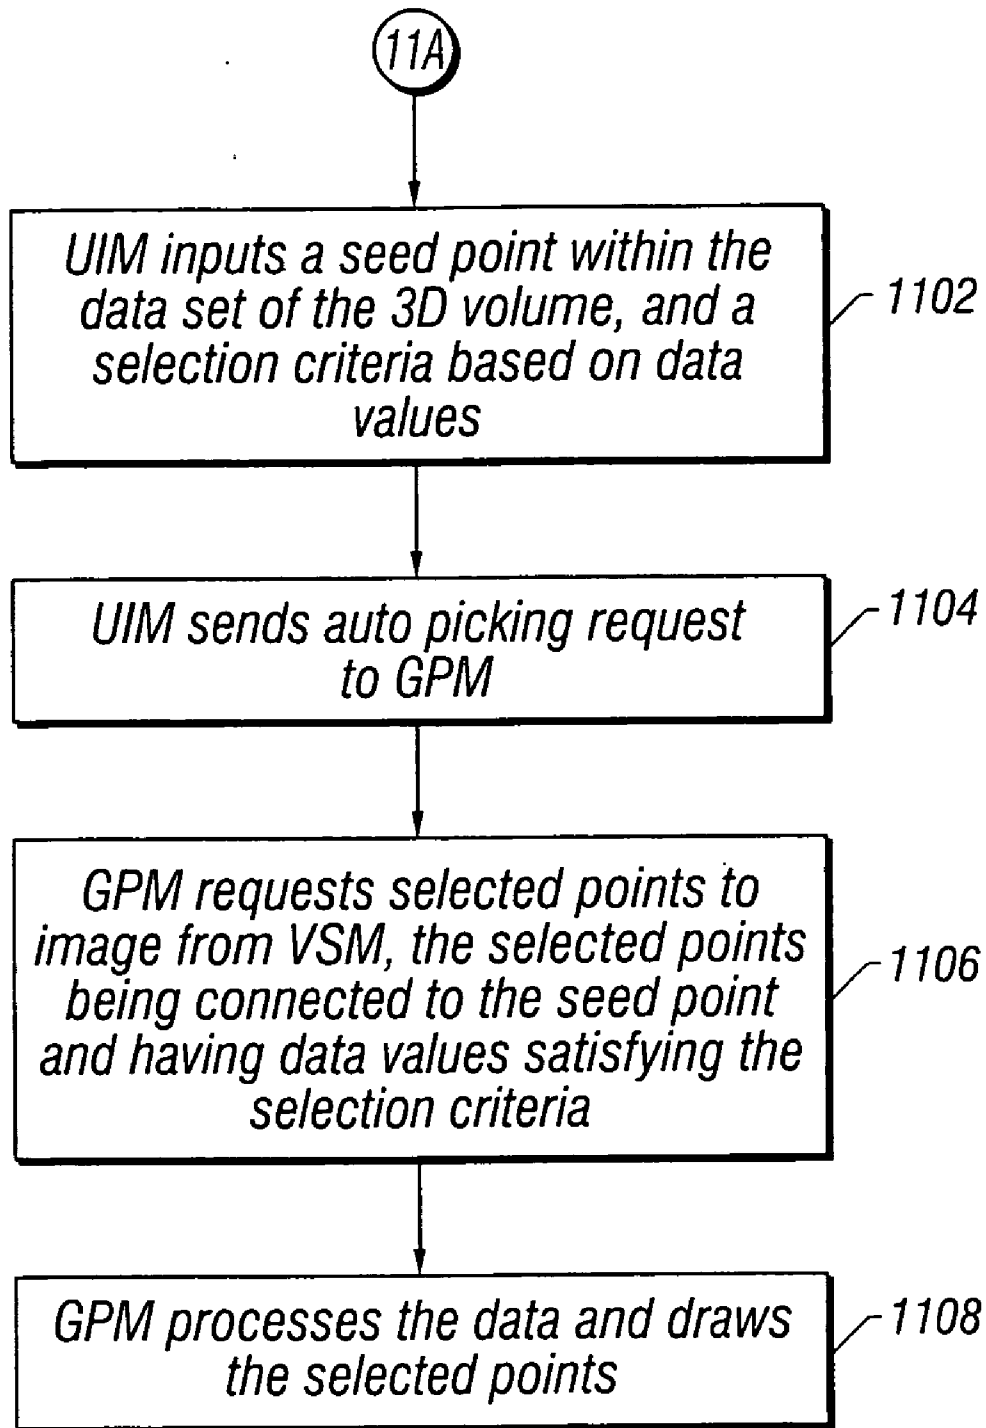 11A
UIM inputs a seed point within the
data set of the 3D volume, and a
selection criteria based on data
values
1102
UIM sends auto picking request
to GPM
1104
GPM requests selected points to
image from VSM, the selected points
being connected to the seed point
and having data values satisfying the
selection criteria
1106
GPM processes the data and draws
the selected points
1108